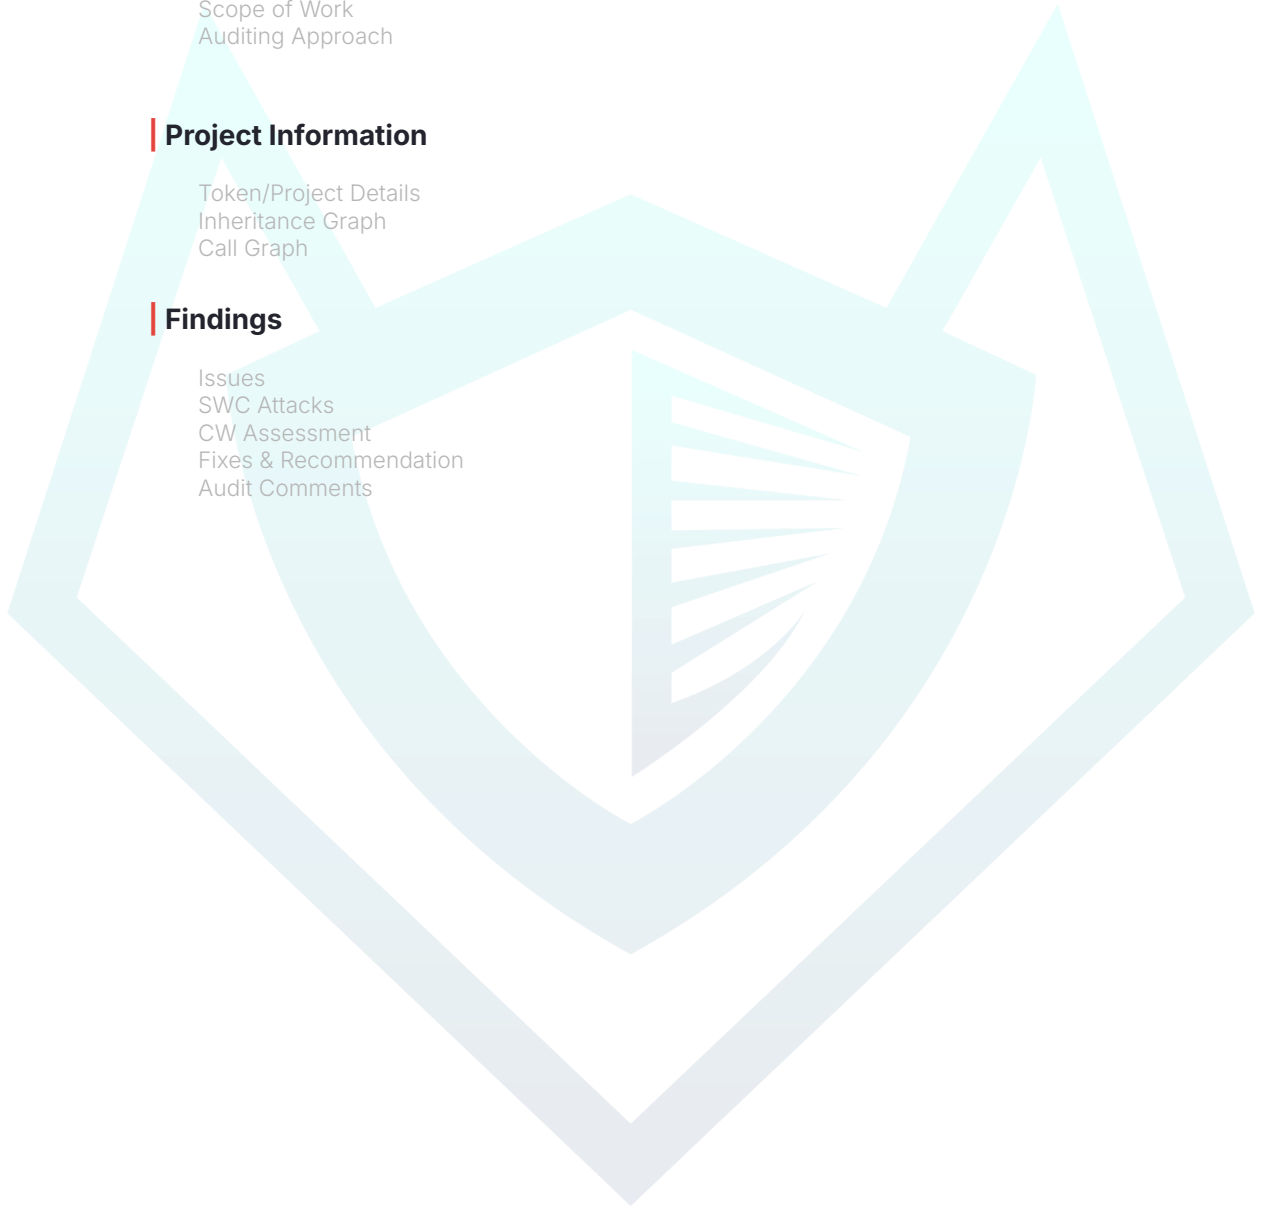 Scope of Work
Auditing Approach
Project Information
Token/Project Details
Inheritance Graph
Call Graph
Findings
Issues
SWC Attacks
CW Assessment
Fixes & Recommendation
Audit Comments